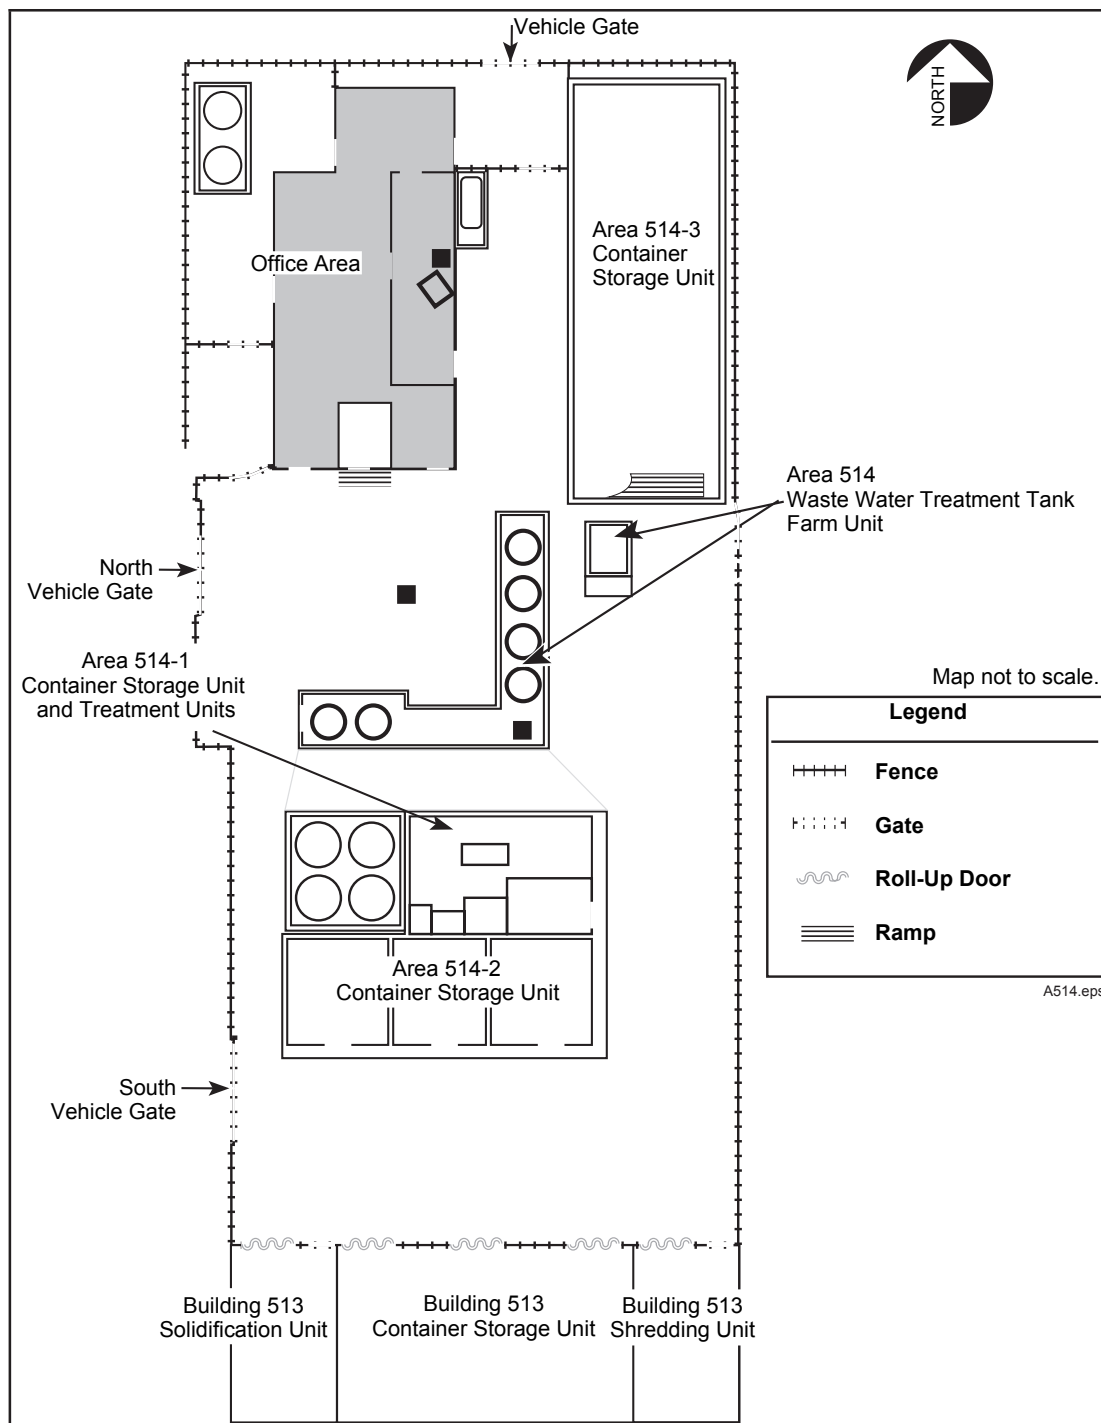 Vehicle Gate
NORTH
Area 514-3
Container
Storage Unit
Office Area
Area 514
Waste Water Treatment Tank
Farm Unit
North
Vehicle Gate
Area 514-1
Container Storage Unit
and Treatment Units
Map not to scale.
Legend
Fence
Gate
Roll-Up Door
Ramp
A514.eps
Area 514-2
Container Storage Unit
South
Vehicle Gate
Building 513
Solidification Unit
Building 513
Container Storage Unit
Building 513
Shredding Unit